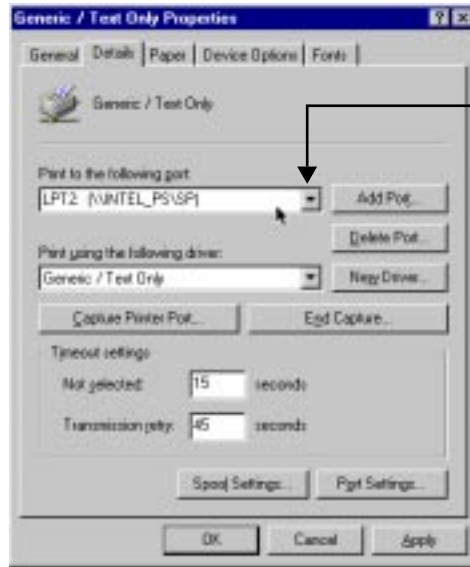 Generic / Text Only Properties
General Details Paper Device Options Fonts
Generic / Text Only
Print to the following port:
LPT2: (\\INTEL_PS\SP) Add Port...
Delete Port...
Print using the following driver:
Generic / Text Only New Driver...
Capture Printer Port... End Capture...
Timeout settings
Not selected: 15 seconds
Transmission retry: 45 seconds
Spool Settings... Port Settings...
OK Cancel Apply